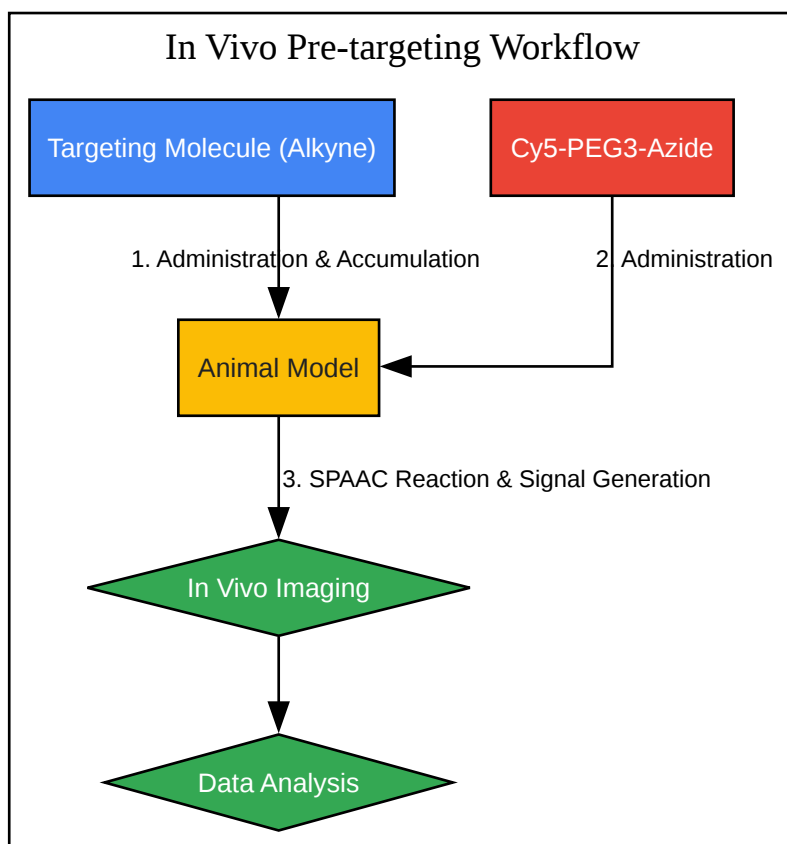 In Vivo Pre-targeting Workflow
Targeting Molecule (Alkyne)
Cy5-PEG3-Azide
1. Administration & Accumulation
2. Administration
Animal Model
3. SPAAC Reaction & Signal Generation
In Vivo Imaging
Data Analysis